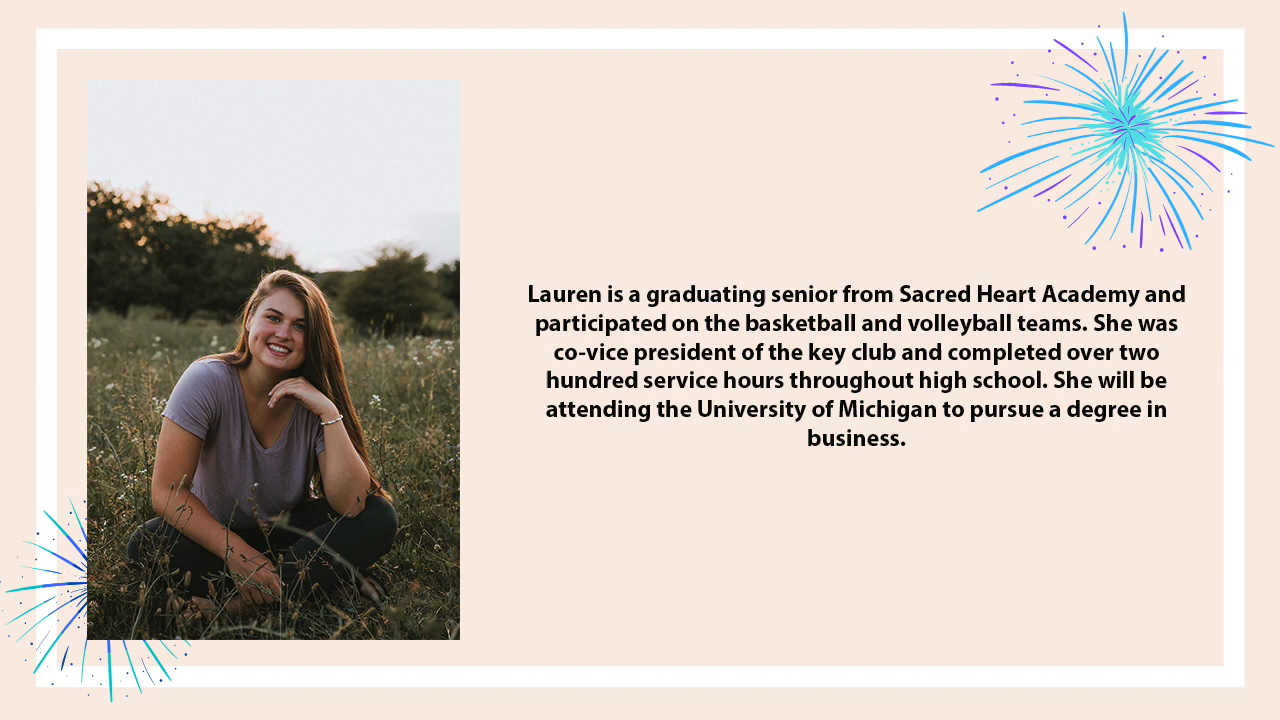 Lauren is a graduating senior from Sacred Heart Academy and
participated on the basketball and volleyball teams. She was
co-vice president of the key club and completed over two
hundred service hours throughout high school. She will be
attending the University of Michigan to pursue a degree in
business.